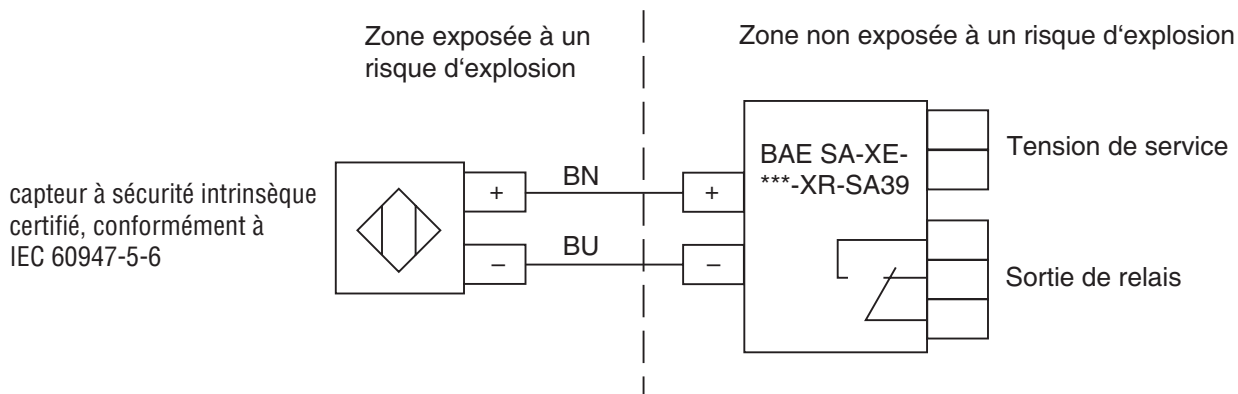 Zone exposée à un
risque d‘explosion
Zone non exposée à un risque d'explosion
capteur à sécurité intrinsèque
certifié, conformément à
IEC 60947-5-6
+
–
BN
BU
+
–
BAE SA-XE-
***-XR-SA39
Tension de service
Sortie de relais